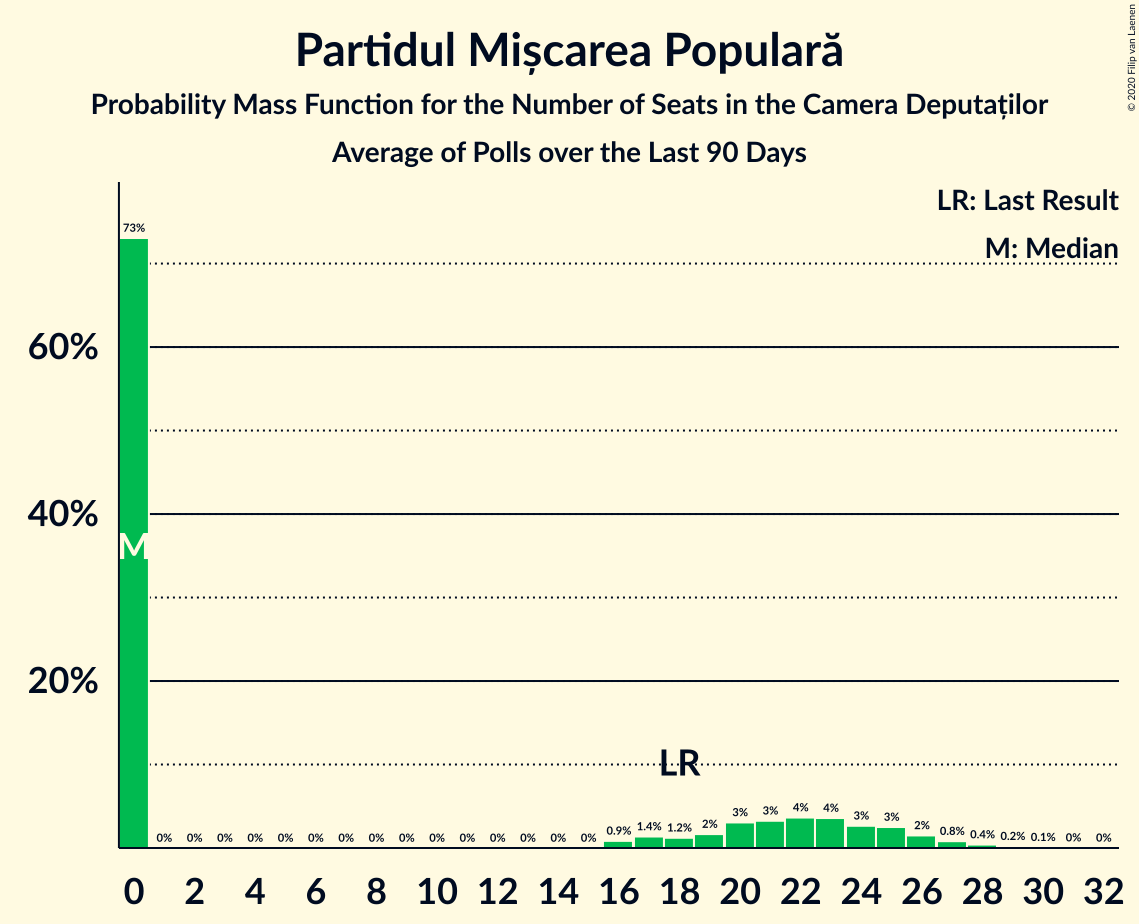 Partidul Mișcarea Populară
Probability Mass Function for the Number of Seats in the Camera Deputaților
Average of Polls over the Last 90 Days
© 2020 Filip van Laenen
LR: Last Result
M: Median
60%
40%
20%
73%
M
0% 0% 0% 0% 0% 0% 0% 0% 0% 0% 0% 0% 0% 0% 0% 0.9% 1.4% 1.2% 2% 3% 3% 4% 4% 3% 3% 2% 0.8% 0.4% 0.2% 0.1% 0% 0%
LR
0 2 4 6 8 10 12 14 16 18 20 22 24 26 28 30 32